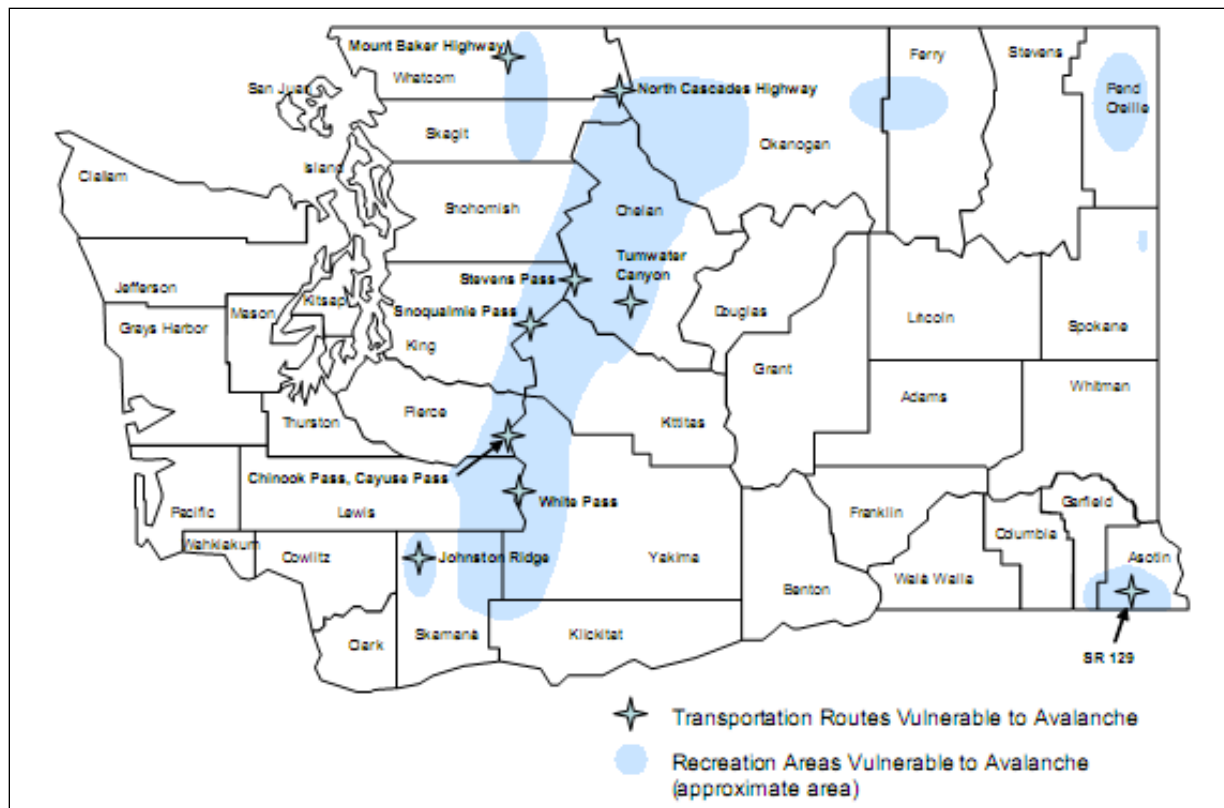 Mount Baker Highway
Whatcom
San Juan
North Cascades Highway
Ferry
Stevens
Pend
Oreille
Skagit
Okanogan
Island
Clallam
Snohomish
Chelan
Stevens Pass
Tumwater
Canyon
Jefferson
Kitsap
Mason
Snoqualmie Pass
Douglas
Lincoln
Spokane
Grays Harbor
King
Grant
Whitman
Adams
Pierce
Thurston
Kittitas
Chinook Pass, Cayuse Pass
White Pass
Pacific
Lewis
Franklin
Garfield
Columbia
Wahkiakum
Cowlitz
Johnston Ridge
Yakima
Asotin
Walla Walla
Benton
Clark
Skamania
Klickitat
SR 129
Transportation Routes Vulnerable to Avalanche
Recreation Areas Vulnerable to Avalanche
(approximate area)